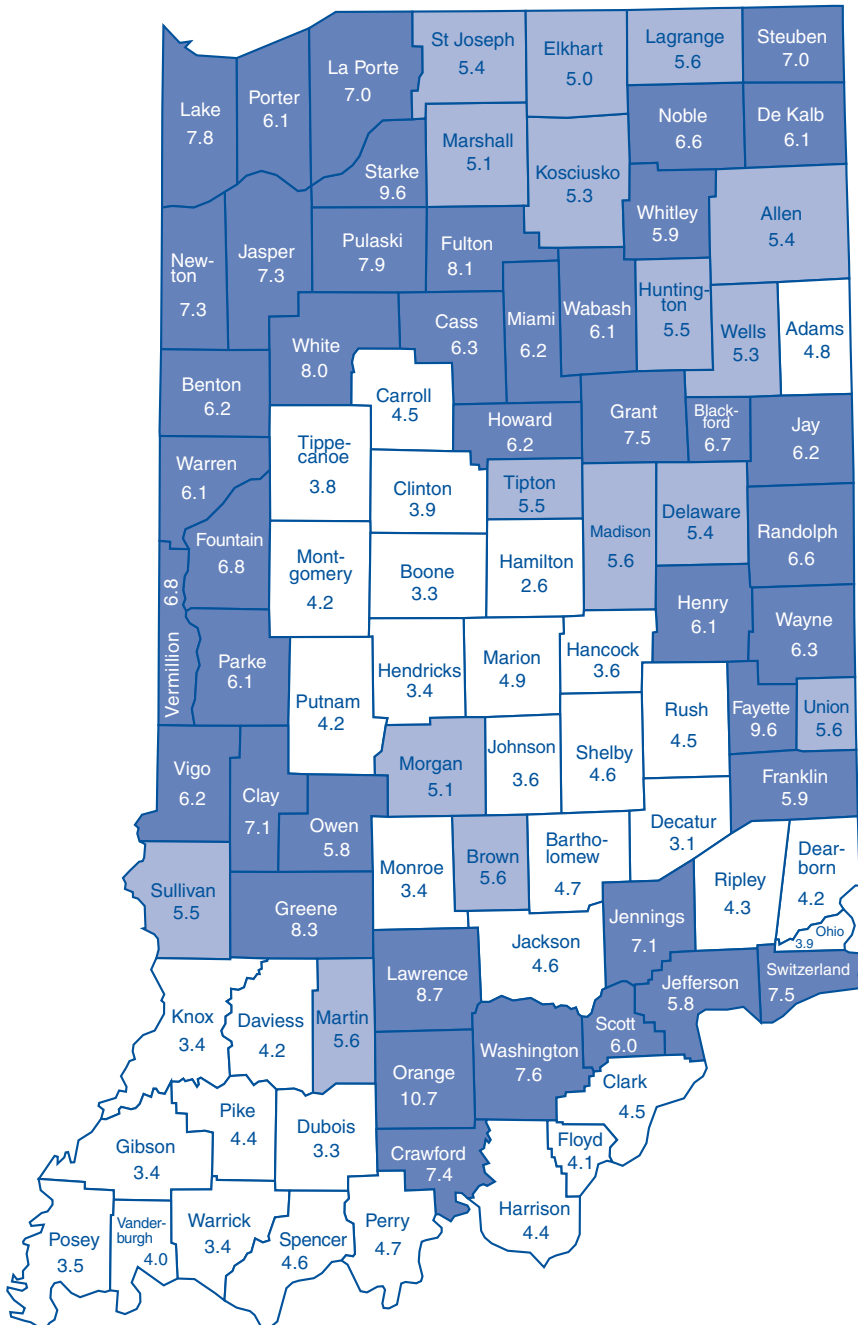 St Joseph
5.4
Elkhart
5.0
Lagrange
5.6
Steuben
7.0
La Porte
7.0
Porter
6.1
Lake
7.8
Noble
6.6
De Kalb
6.1
Marshall
5.1
Starke
9.6
Kosciusko
5.3
Whitley
5.9
Allen
5.4
New-
ton
7.3
Jasper
7.3
Pulaski
7.9
Fulton
8.1
Hunting-
ton
5.5
Miami
6.2
Wabash
6.1
Wells
5.3
Adams
4.8
White
8.0
Cass
6.3
Benton
6.2
Carroll
4.5
Howard
6.2
Grant
7.5
Black-
ford
6.7
Jay
6.2
Tippe-
canoe
3.8
Warren
6.1
Clinton
3.9
Tipton
5.5
Madison
5.6
Delaware
5.4
Randolph
6.6
Fountain
6.8
Mont-
gomery
4.2
Boone
3.3
Hamilton
2.6
Vermillion
6.8
Henry
6.1
Wayne
6.3
Parke
6.1
Hendricks
3.4
Marion
4.9
Hancock
3.6
Putnam
4.2
Rush
4.5
Fayette
9.6
Union
5.6
Vigo
6.2
Clay
7.1
Morgan
5.1
Johnson
3.6
Shelby
4.6
Franklin
5.9
Owen
5.8
Decatur
3.1
Monroe
3.4
Brown
5.6
Bartho-
lomew
4.7
Dear-
born
4.2
Sullivan
5.5
Greene
8.3
Ripley
4.3
Jennings
7.1
Ohio
3.9
Jackson
4.6
Lawrence
8.7
Switzerland
7.5
Jefferson
5.8
Knox
3.4
Daviess
4.2
Martin
5.6
Scott
6.0
Washington
7.6
Orange
10.7
Clark
4.5
Pike
4.4
Dubois
3.3
Gibson
3.4
Crawford
7.4
Floyd
4.1
Harrison
4.4
Posey
3.5
Vander-
burgh
4.0
Warrick
3.4
Spencer
4.6
Perry
4.7